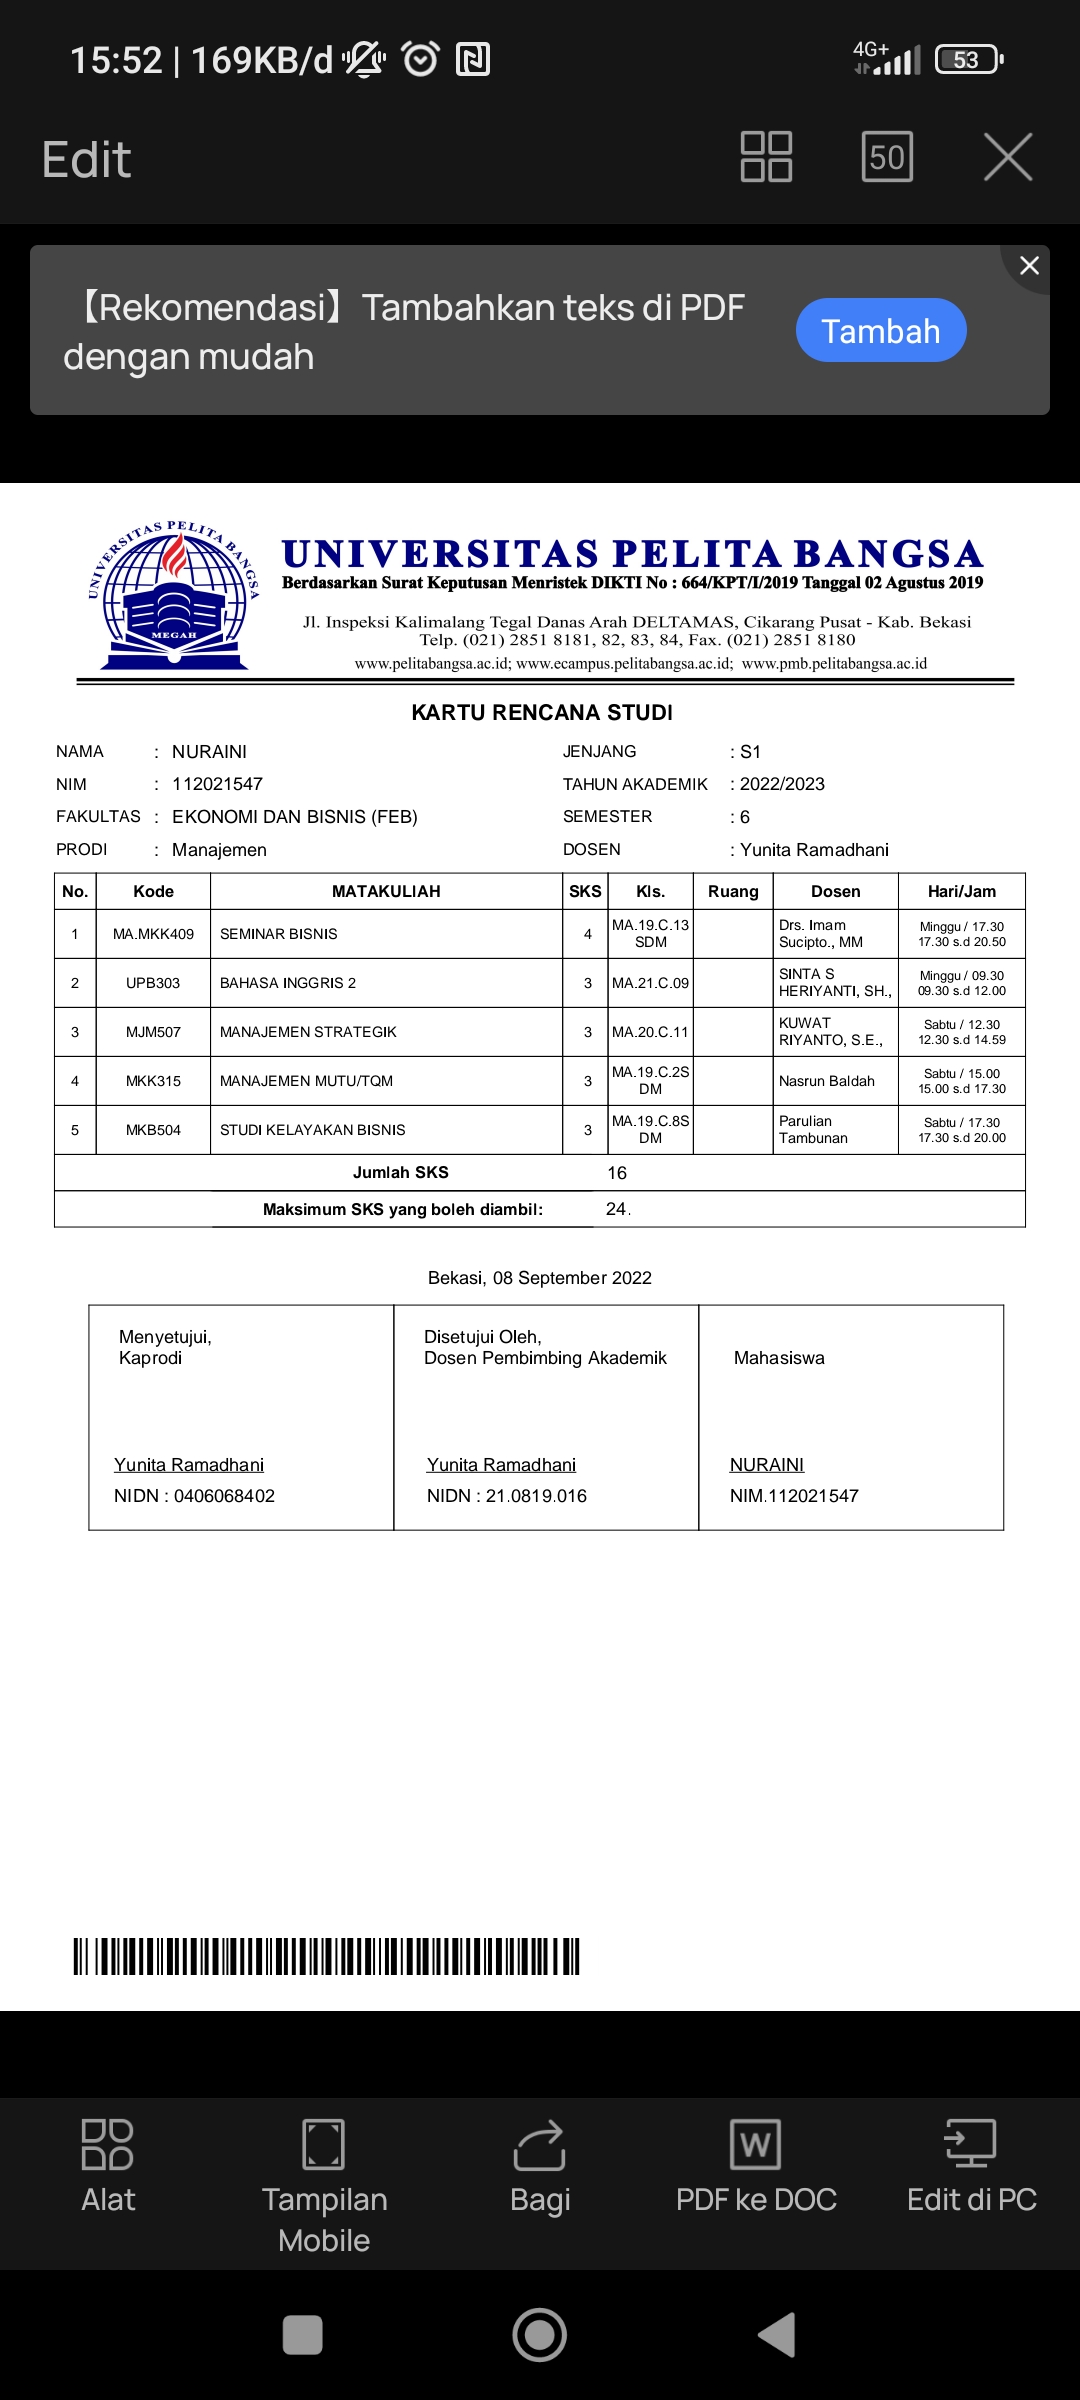 15:52 | 169KB/d 4G+ 53
Edit 50
【Rekomendasi】Tambahkan teks di PDF
dengan mudah
Tambah
UNIVERSITAS PELITA BANGSA
MEGAH
UNIVERSITAS PELITA BANGSA
Berdasarkan Surat Keputusan Menristek DIKTI No : 664/KPT/I/2019 Tanggal 02 Agustus 2019
Jl. Inspeksi Kalimalang Tegal Danas Arah DELTAMAS, Cikarang Pusat - Kab. Bekasi
Telp. (021) 2851 8181, 82, 83, 84, Fax. (021) 2851 8180
www.pelitabangsa.ac.id; www.ecampus.pelitabangsa.ac.id; www.pmb.pelitabangsa.ac.id
KARTU RENCANA STUDI
NAMA : NURAINI JENJANG : S1
NIM : 112021547 TAHUN AKADEMIK : 2022/2023
FAKULTAS : EKONOMI DAN BISNIS (FEB) SEMESTER : 6
PRODI : Manajemen DOSEN : Yunita Ramadhani
No. Kode MATAKULIAH SKS Kls. Ruang Dosen Hari/Jam
1 MA.MKK409 SEMINAR BISNIS 4 MA.19.C.13 SDM Drs. Imam Sucipto., MM Minggu / 17.30 17.30 s.d 20.50
2 UPB303 BAHASA INGGRIS 2 3 MA.21.C.09 SINTA S HERIYANTI, SH., Minggu / 09.30 09.30 s.d 12.00
3 MJM507 MANAJEMEN STRATEGIK 3 MA.20.C.11 KUWAT RIYANTO, S.E., Sabtu / 12.30 12.30 s.d 14.59
4 MKK315 MANAJEMEN MUTU/TQM 3 MA.19.C.2S DM Nasrun Baldah Sabtu / 15.00 15.00 s.d 17.30
5 MKB504 STUDI KELAYAKAN BISNIS 3 MA.19.C.8S DM Parulian Tambunan Sabtu / 17.30 17.30 s.d 20.00
Jumlah SKS 16
Maksimum SKS yang boleh diambil: 24.
Bekasi, 08 September 2022
Menyetujui, Disetujui Oleh,
Kaprodi Dosen Pembimbing Akademik Mahasiswa
Yunita Ramadhani Yunita Ramadhani NURAINI
NIDN : 0406068402 NIDN : 21.0819.016 NIM.112021547
Alat Tampilan Bagi PDF ke DOC Edit di PC
Mobile